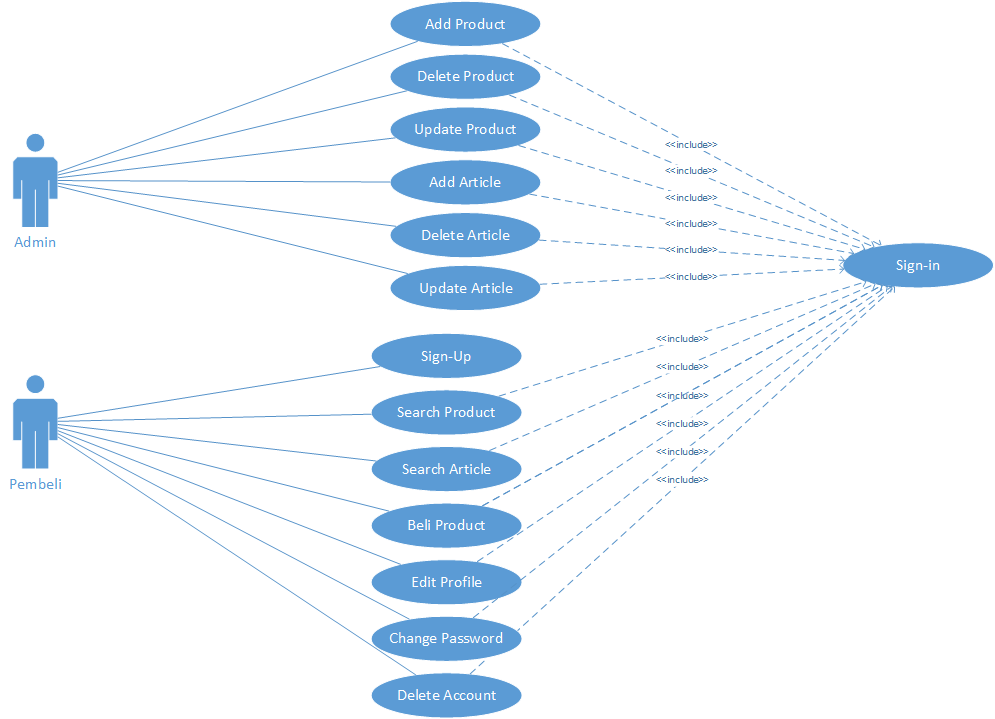 Add Product
Delete Product
Update Product
<<include>>
<<include>>
Add Article
<<include>>
<<include>>
Delete Article
Admin
<<include>>
Sign-in
<<include>>
Update Article
<<include>>
Sign-Up
<<include>>
<<include>>
Search Product
<<include>>
<<include>>
Search Article
<<include>>
Pembeli
Beli Product
Edit Profile
Change Password
Delete Account